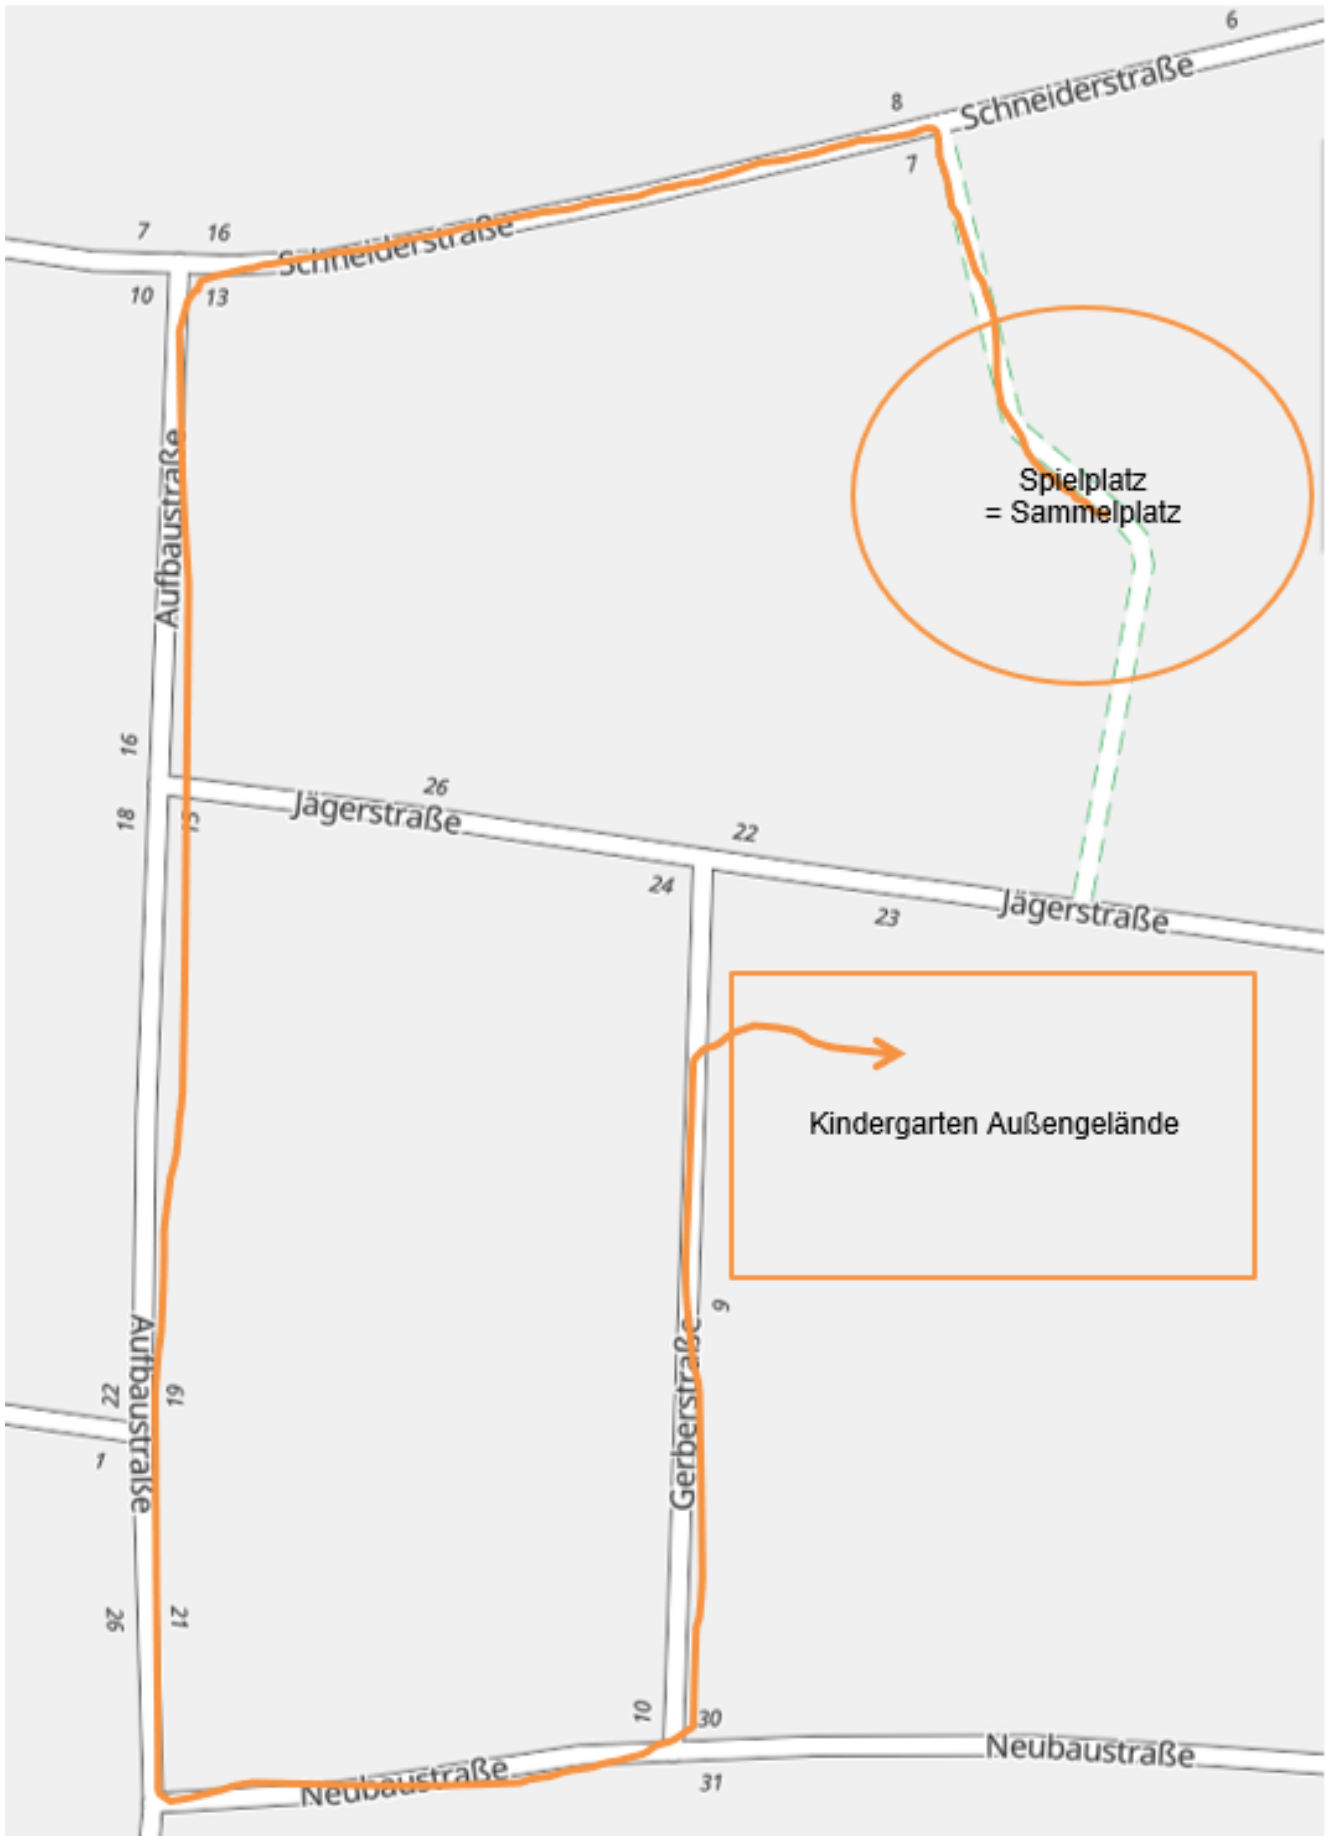 6
Schneiderstraße
8
7
7
16
Schneiderstraße
10
13
Aufbaustraße
Spielplatz
= Sammelplatz
16
26
Jägerstraße
18
22
24
23
Jägerstraße
Kindergarten Außengelände
9
Gerberstraße
Aufbaustraße
22
19
1
26
21
10
30
Neubaustraße
Neubaustraße
31